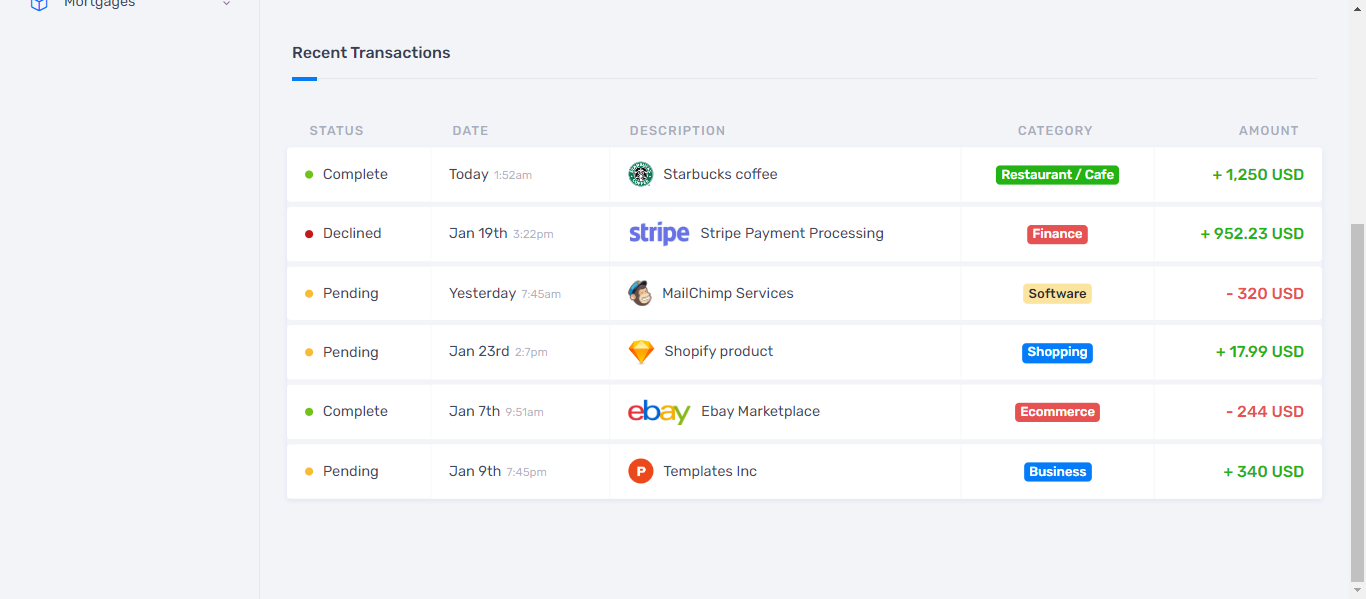 Mortgages
Recent Transactions
STATUS DATE DESCRIPTION CATEGORY AMOUNT
Complete Today 1:52am Starbucks coffee Restaurant / Cafe + 1,250 USD
Declined Jan 19th 3:22pm stripe Stripe Payment Processing Finance + 952.23 USD
Pending Yesterday 7:45am MailChimp Services Software - 320 USD
Pending Jan 23rd 2:7pm Shopify product Shopping + 17.99 USD
Complete Jan 7th 9:51am ebay Ebay Marketplace Ecommerce - 244 USD
Pending Jan 9th 7:45pm P Templates Inc Business + 340 USD